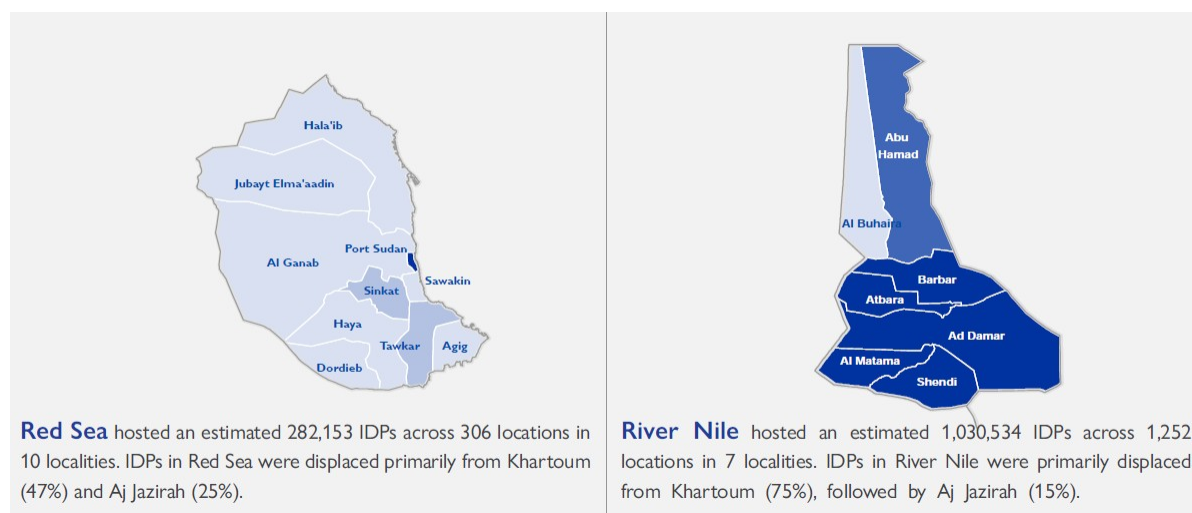 Hala'ib
Jubayt Elma'aadin
Port Sudan
Al Ganab
Sawakin
Sinkat
Haya
Tawkar
Agig
Dordieb
Red Sea hosted an estimated 282,153 IDPs across 306 locations in
10 localities. IDPs in Red Sea were displaced primarily from Khartoum
(47%) and Aj Jazirah (25%).
Abu
Hamad
Al Buhaira
Barbar
Atbara
Ad Damar
Al Matama
Shendi
River Nile hosted an estimated 1,030,534 IDPs across 1,252
locations in 7 localities. IDPs in River Nile were primarily displaced
from Khartoum (75%), followed by Aj Jazirah (15%).